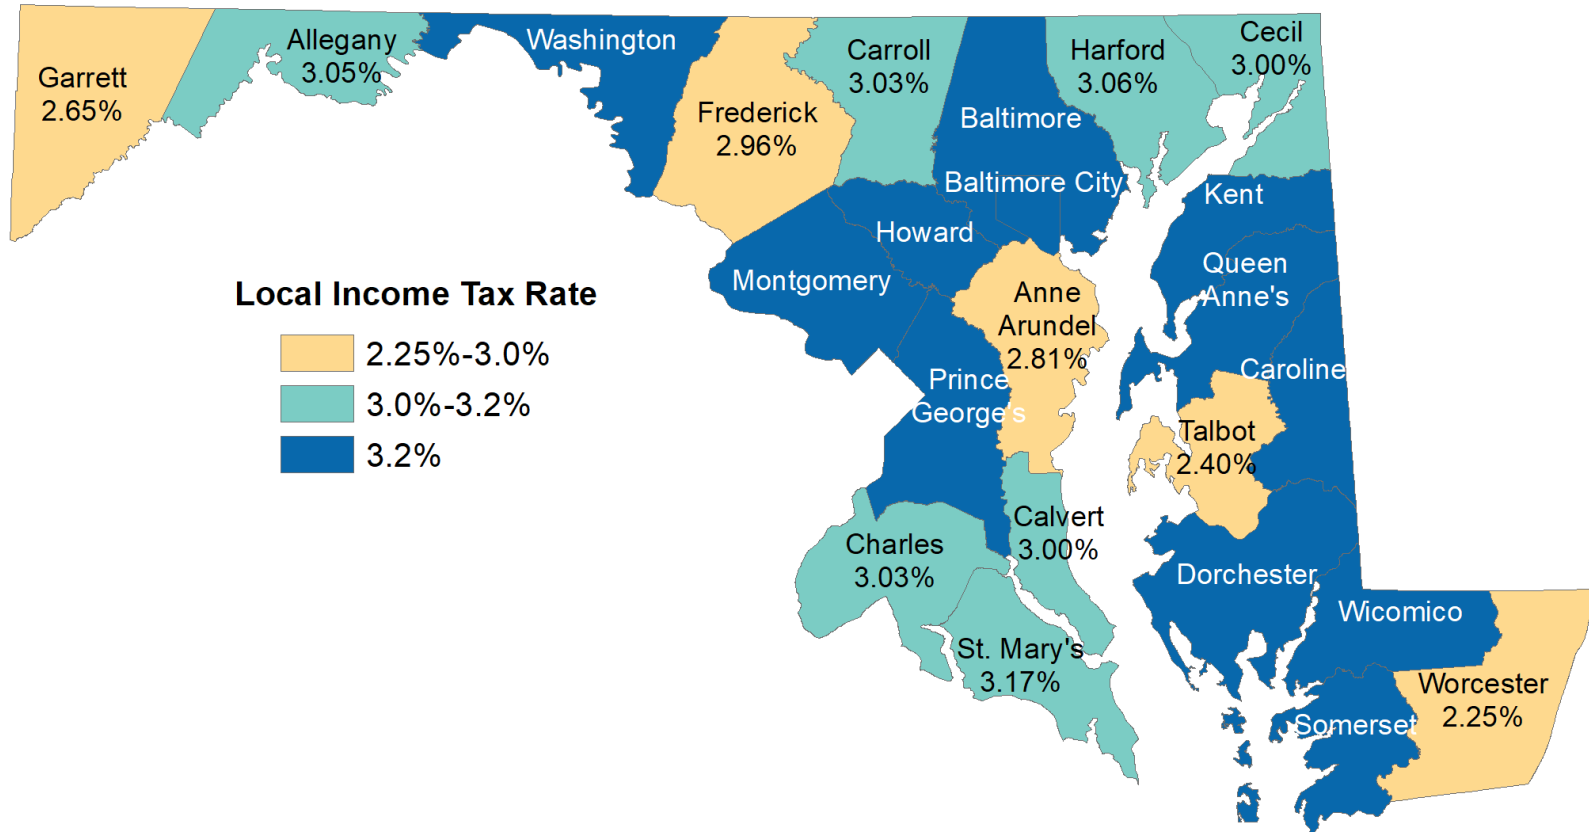 Garrett
2.65%
Allegany
3.05%
Washington
Frederick
2.96%
Carroll
3.03%
Baltimore
Baltimore City
Harford
3.06%
Cecil
3.00%
Kent
Howard
Montgomery
Queen
Anne's
Anne
Arundel
2.81%
Prince
George's
Caroline
Talbot
2.40%
Local Income Tax Rate
2.25%-3.0%
3.0%-3.2%
3.2%
Calvert
3.00%
Charles
3.03%
St. Mary's
3.17%
Dorchester
Wicomico
Worcester
2.25%
Somerset